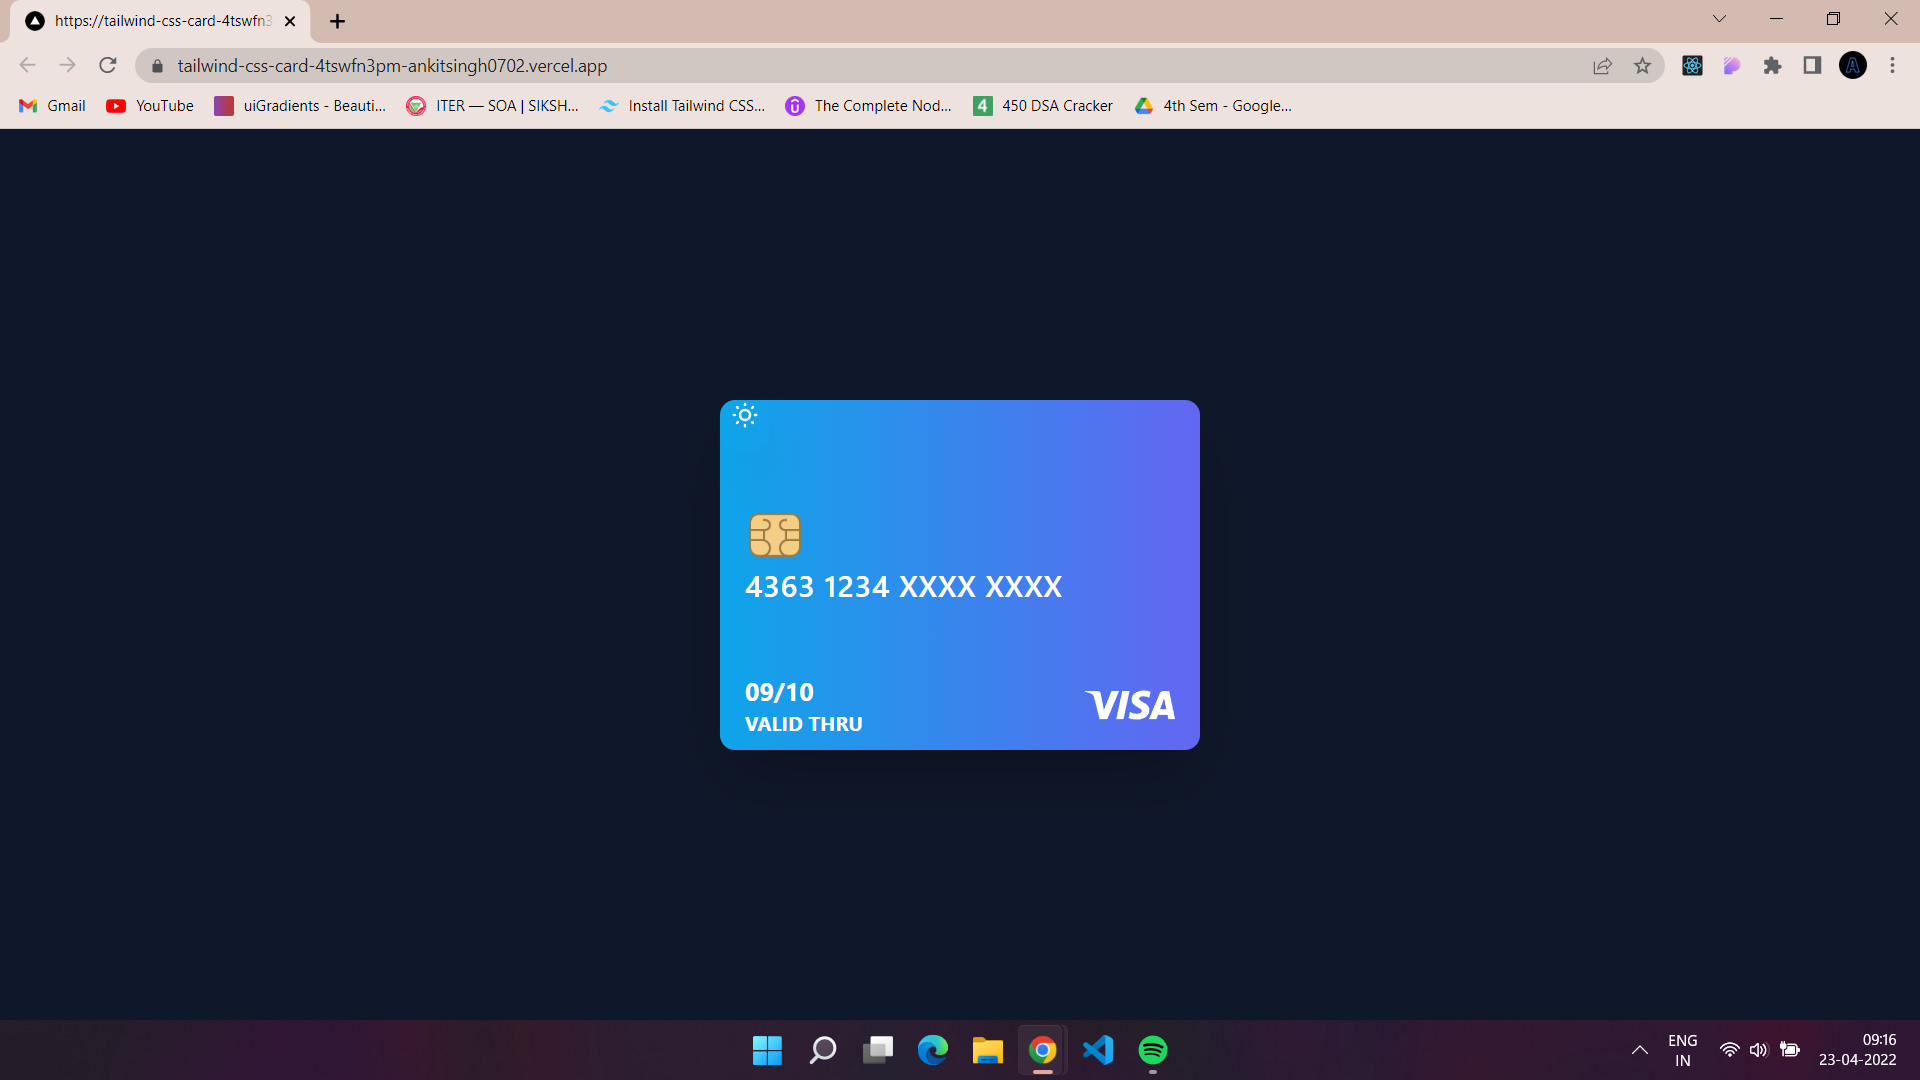 https://tailwind-css-card-4tswfn3
tailwind-css-card-4tswfn3pm-ankitsingh0702.vercel.app
A
Gmail
YouTube
uiGradients - Beauti...
ITER — SOA | SIKSH...
Install Tailwind CSS...
The Complete Nod...
4
450 DSA Cracker
4th Sem - Google...
4363 1234 XXXX XXXX
09/10
VALID THRU
VISA
ENG
IN
09:16
23-04-2022